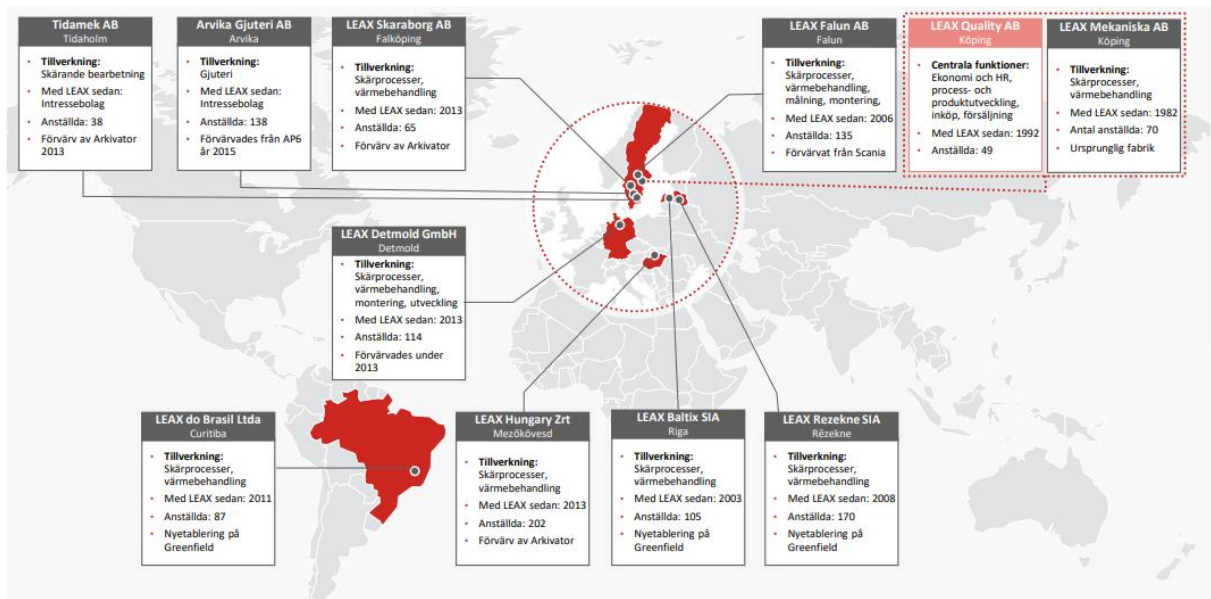 Tidamek AB
Tidaholm
• Tillverkning:
Skärande bearbetning
• Med LEAX sedan:
Intressebolag
• Anställda: 38
• Förvärv av Arkivator
2013
Arvika Gjuteri AB
Arvika
• Tillverkning:
Gjuteri
• Med LEAX sedan:
Intressebolag
• Anställda: 138
• Förvärvades från AP6
år 2015
LEAX Skaraborg AB
Falköping
• Tillverkning:
Skärprocesser,
värmebehandling
• Med LEAX sedan: 2013
• Anställda: 65
• Förvärv av Arkivator
LEAX Falun AB
Falun
• Tillverkning:
Skärprocesser,
värmebehandling,
målning, montering,
• Med LEAX sedan: 2006
• Anställda: 135
• Förvärvat från Scania
LEAX Quality AB
Köping
• Centrala funktioner:
Ekonomi och HR,
process- och
produktutveckling,
inköp, försäljning
• Med LEAX sedan: 1992
• Anställda: 49
LEAX Mekaniska AB
Köping
• Tillverkning:
Skärprocesser,
värmebehandling
• Med LEAX sedan: 1982
• Antal anställda: 70
• Ursprunglig fabrik
LEAX Detmold GmbH
Detmold
• Tillverkning:
Skärprocesser,
värmebehandling,
montering, utveckling
• Med LEAX sedan: 2013
• Anställda: 114
• Förvärvades under
2013
LEAX do Brasil Ltda
Curitiba
• Tillverkning:
Skärprocesser,
värmebehandling
• Med LEAX sedan: 2011
• Anställda: 87
• Nyetablering på
Greenfield
LEAX Hungary Zrt
Mezőkövesd
• Tillverkning:
Skärprocesser,
värmebehandling
• Med LEAX sedan: 2013
• Anställda: 202
• Förvärv av Arkivator
LEAX Baltix SIA
Riga
• Tillverkning:
Skärprocesser,
värmebehandling
• Med LEAX sedan: 2003
• Anställda: 105
• Nyetablering på
Greenfield
LEAX Rezekne SIA
Rēzekne
• Tillverkning:
Skärprocesser,
värmebehandling
• Med LEAX sedan: 2008
• Anställda: 170
• Nyetablering på
Greenfield